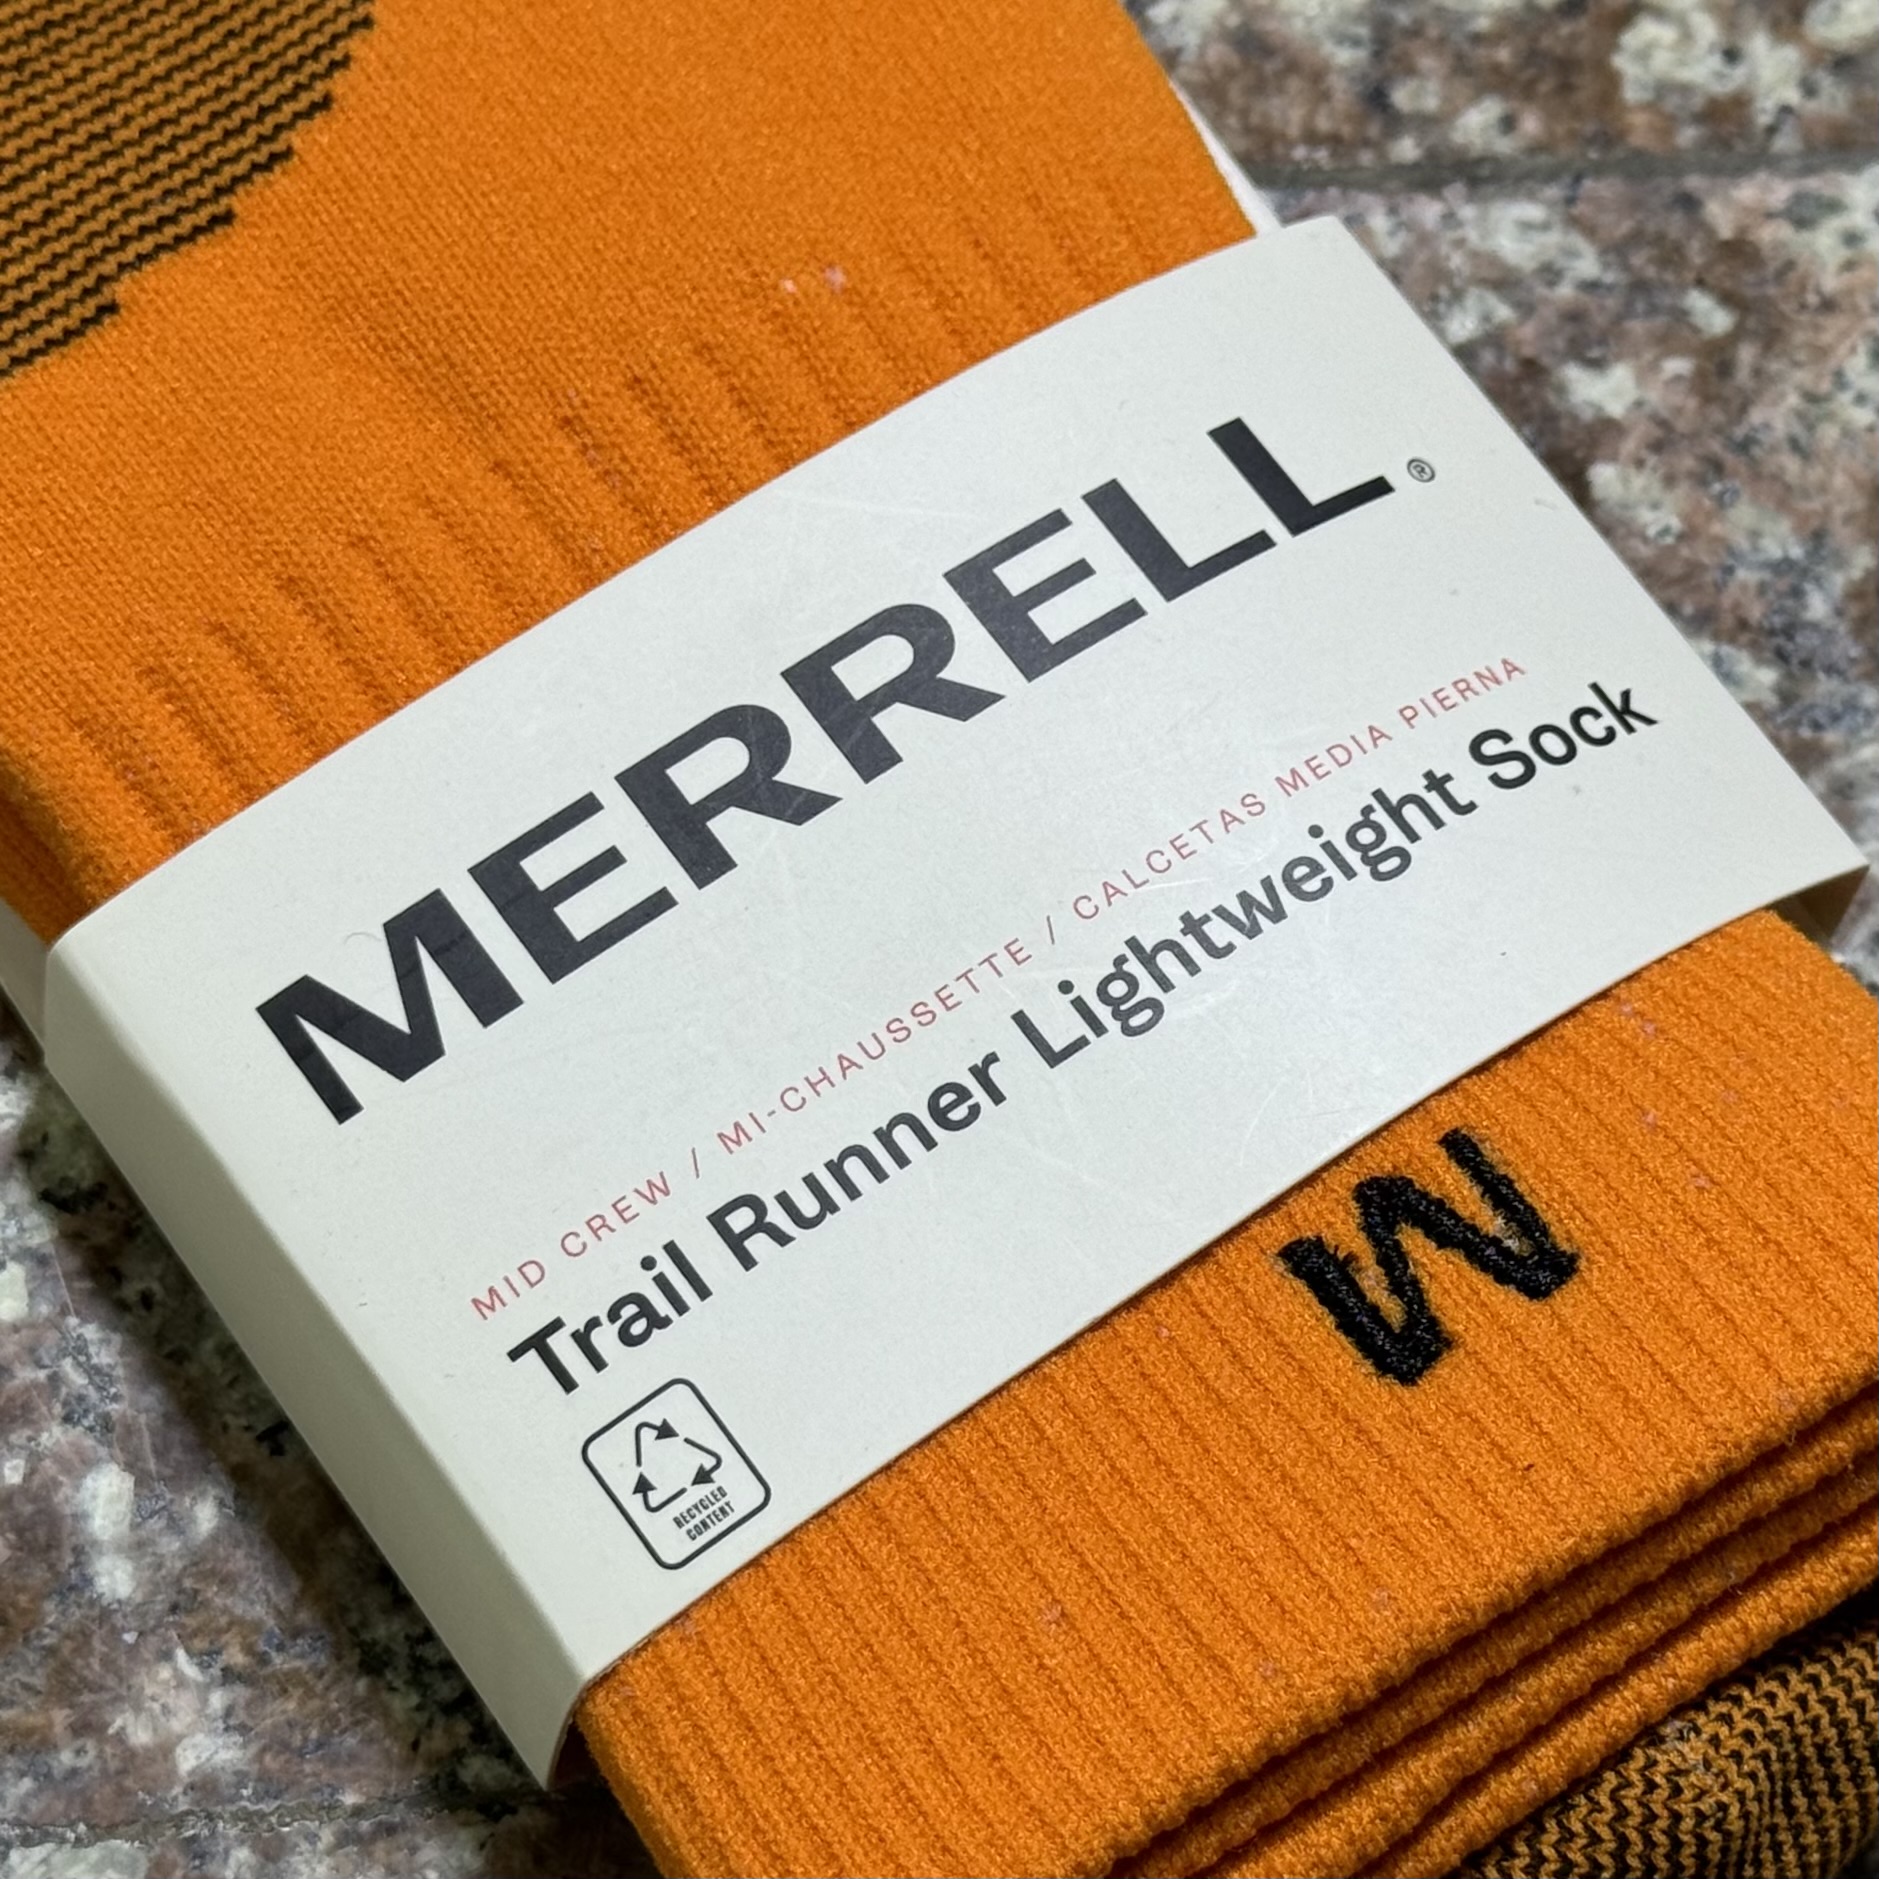 MERRELL®
MID CREW / MI-CHAUSSETTE / CALCETAS MEDIA PIERNA
Trail Runner Lightweight Sock
RECYCLED
CONTENT
M